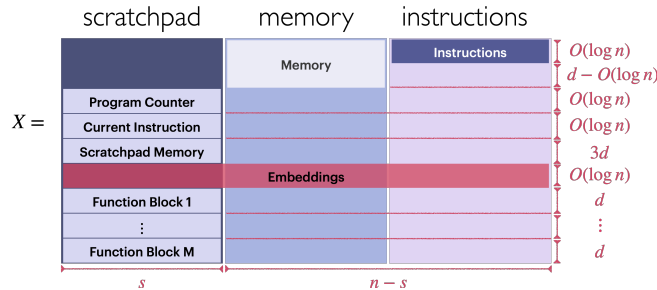 scratchpad memory instructions
Instructions O(log n)
Memory d − O(log n)
Program Counter O(log n)
X = Current Instruction O(log n)
Scratchpad Memory 3d
Embeddings O(log n)
Function Block 1 d
⋮ ⋮
Function Block M d
s n − s